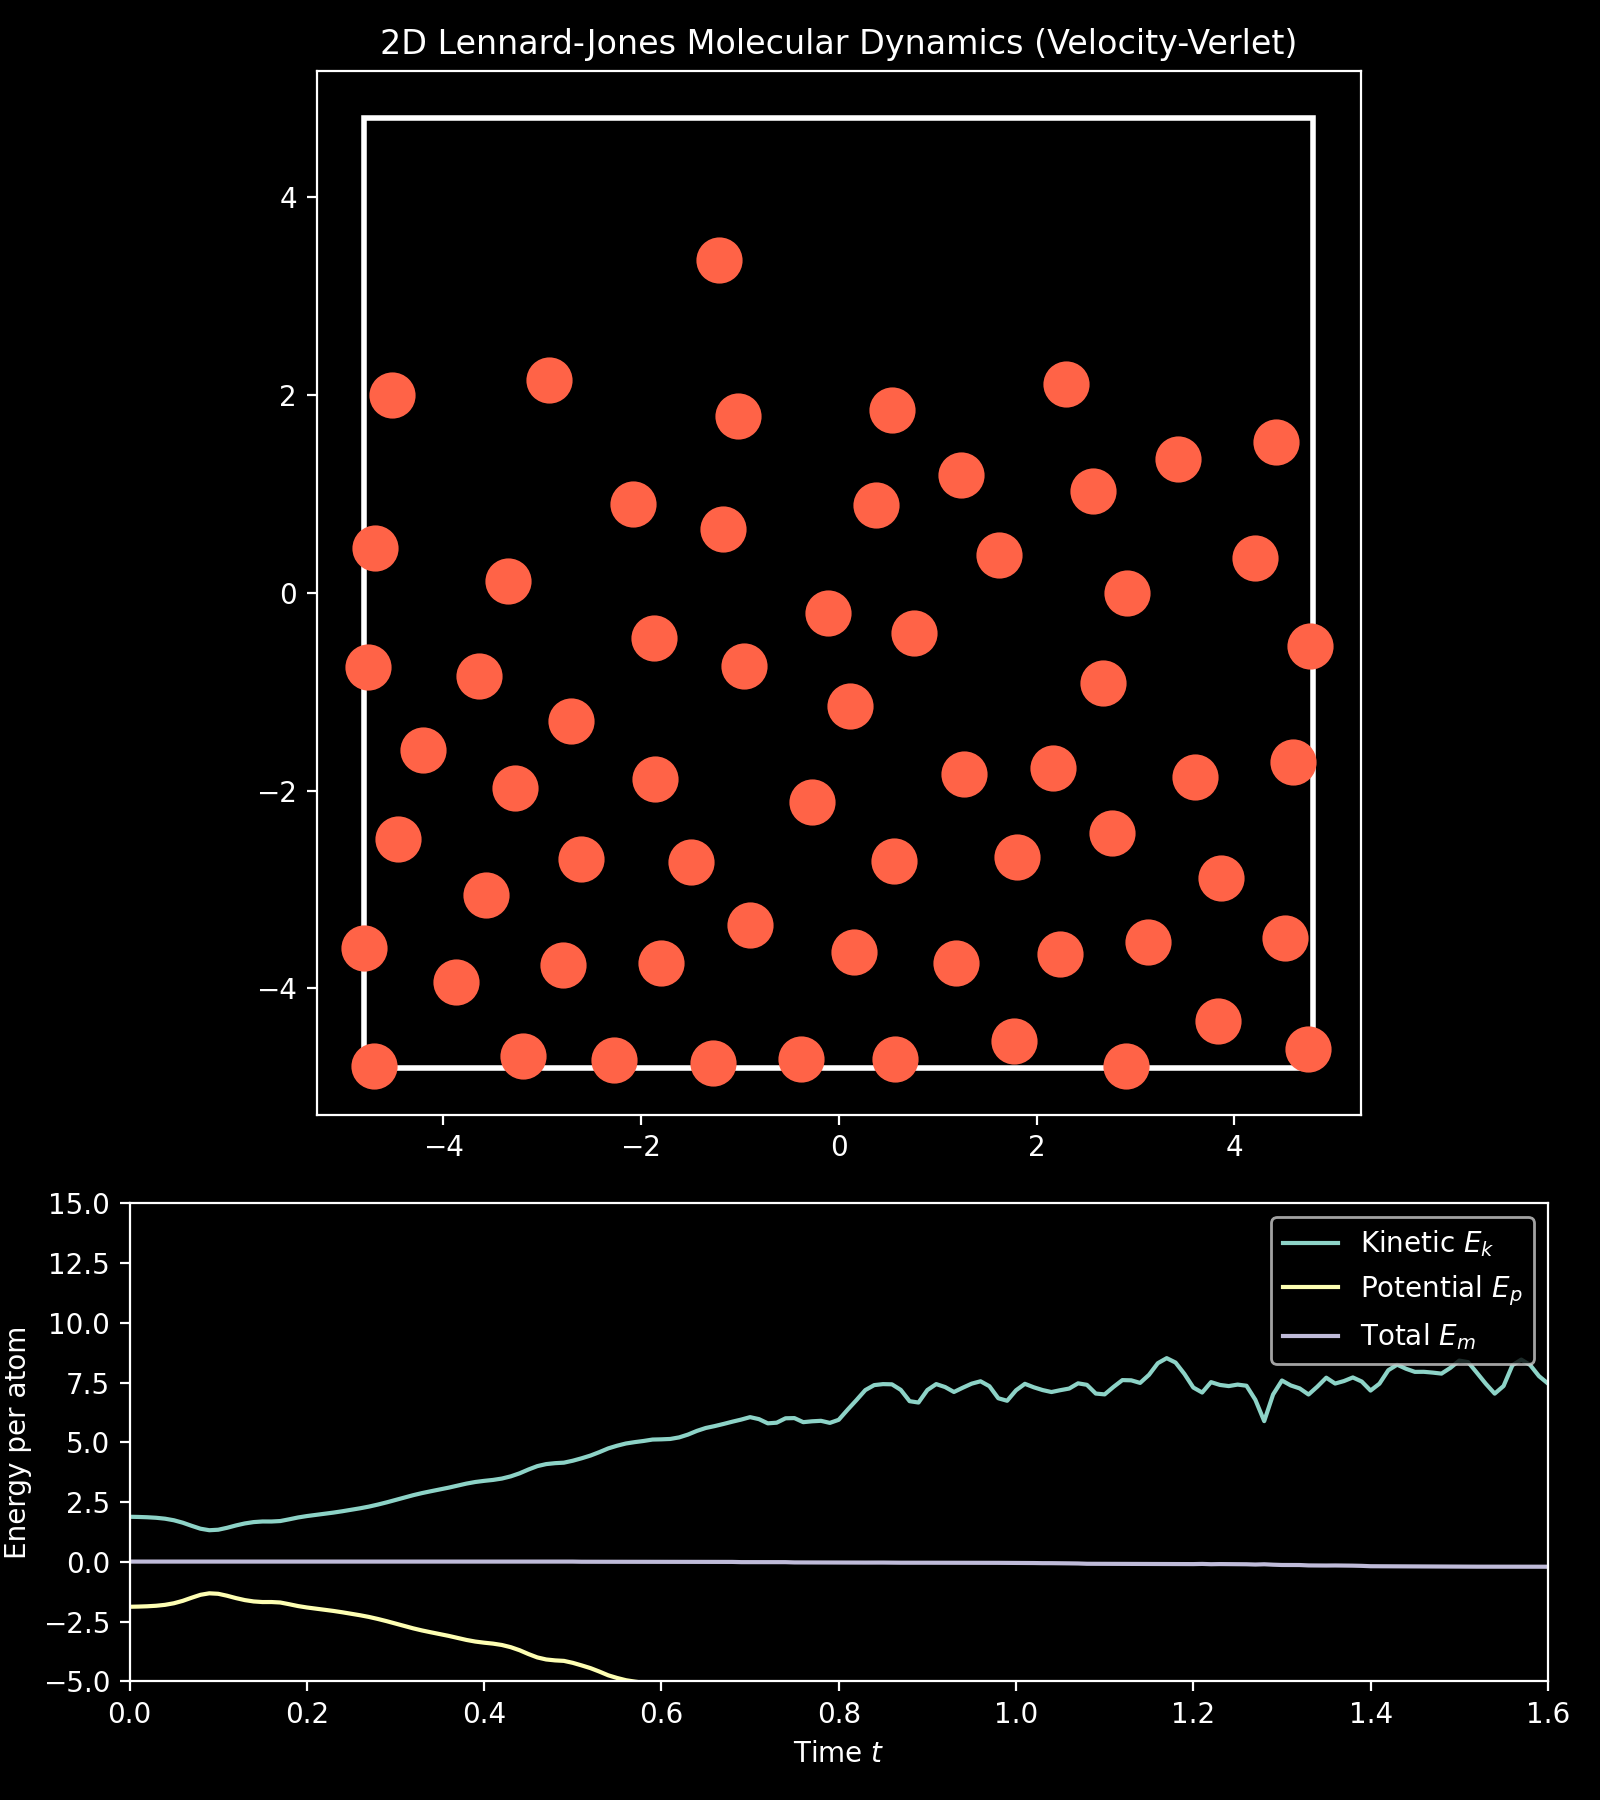 2D Lennard-Jones Molecular Dynamics (Velocity-Verlet)
4
2
0
−2
−4
−4 −2 0 2 4
15.0
12.5
10.0
7.5
5.0
2.5
0.0
−2.5
−5.0
Energy per atom
Kinetic E_k
Potential E_p
Total E_m
0.0 0.2 0.4 0.6 0.8 1.0 1.2 1.4 1.6
Time t